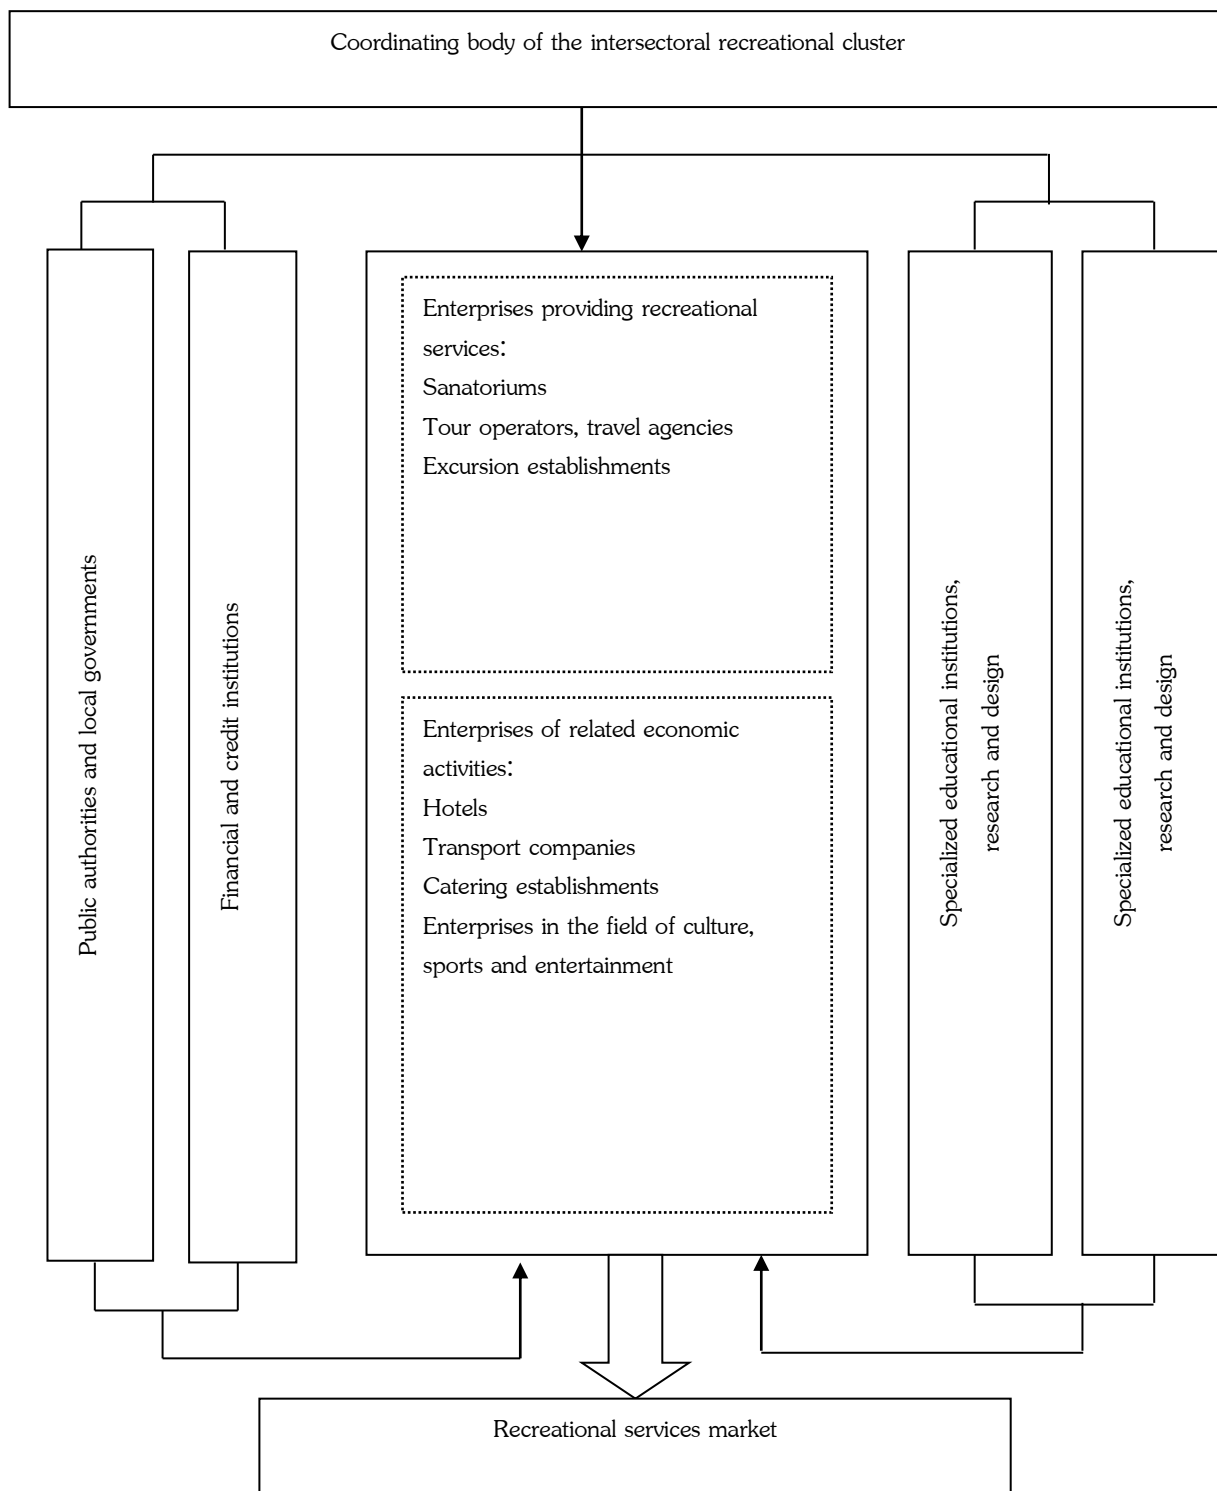 Coordinating body of the intersectoral recreational cluster
Public authorities and local governments
Financial and credit institutions
Enterprises providing recreational
services:
Sanatoriums
Tour operators, travel agencies
Excursion establishments
Enterprises of related economic
activities:
Hotels
Transport companies
Catering establishments
Enterprises in the field of culture,
sports and entertainment
Specialized educational institutions,
research and design
Specialized educational institutions,
research and design
Recreational services market